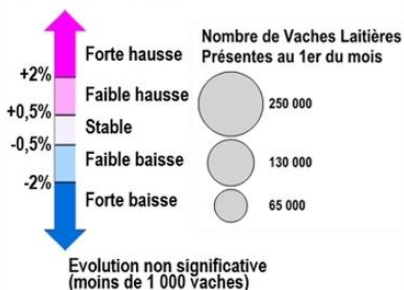 Forte hausse
+2%
Faible hausse
+0,5%
Stable
-0,5%
Faible baisse
-2%
Forte baisse
Evolution non significative
(moins de 1 000 vaches)
Nombre de Vaches Laitières
Présentes au 1er du mois
250 000
130 000
65 000